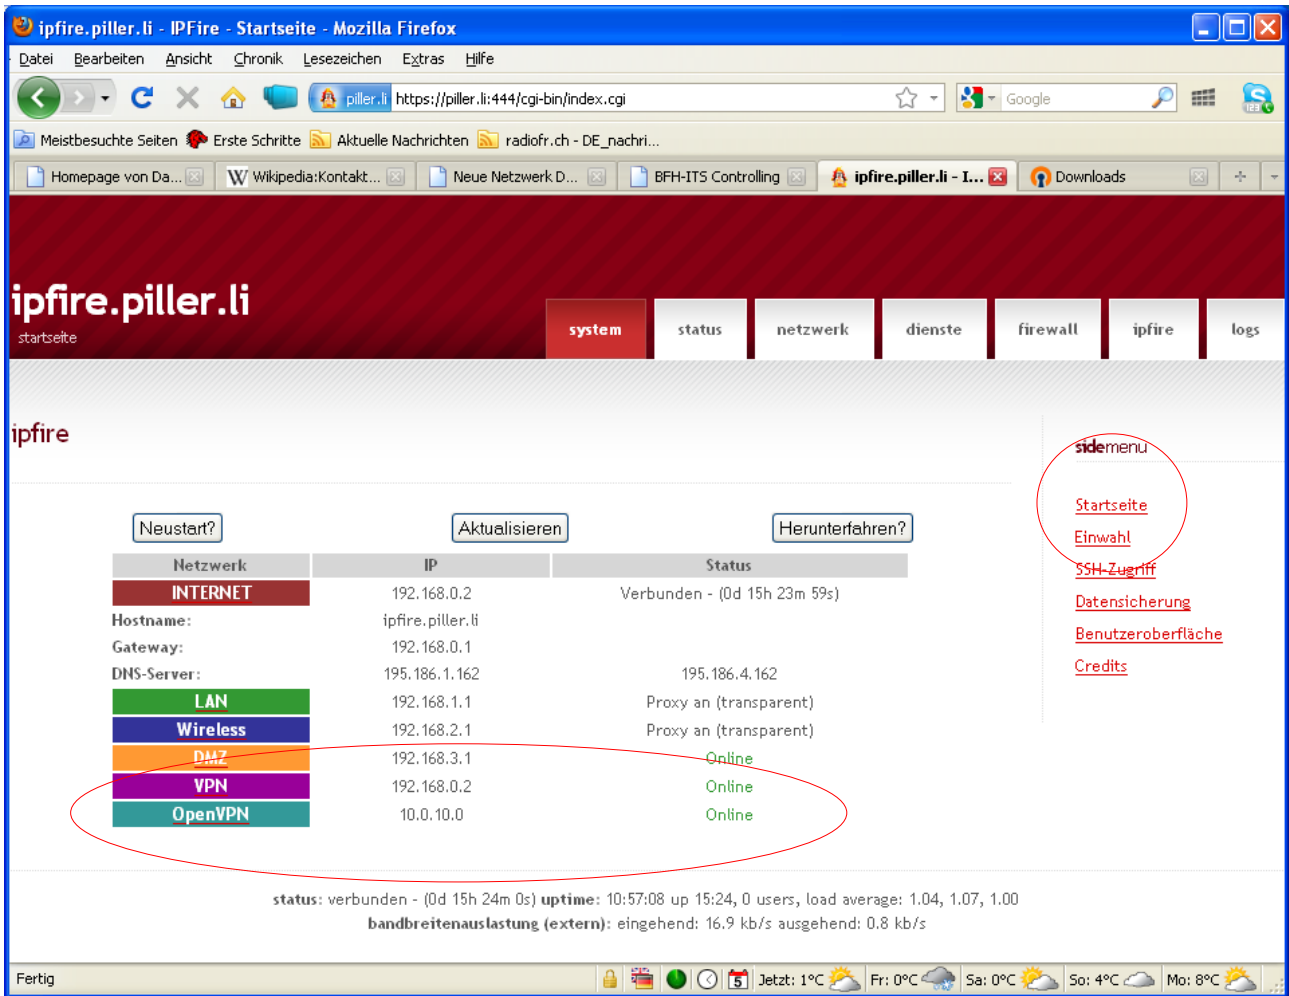 ipfire.piller.li - IPFire - Startseite - Mozilla Firefox
Datei Bearbeiten Ansicht Chronik Lesezeichen Extras Hilfe
piller.li https://piller.li:444/cgi-bin/index.cgi Google
Meistbesuchte Seiten Erste Schritte Aktuelle Nachrichten radiofr.ch - DE_nachri...
Homepage von Da... Wikipedia:Kontakt... Neue Netzwerk D... BFH-ITS Controlling ipfire.piller.li - I... Downloads
ipfire.piller.li
startseite
system status netzwerk dienste firewall ipfire logs
ipfire
sidemenu
Startseite
Einwahl
SSH-Zugriff
Datensicherung
Benutzeroberfläche
Credits
Neustart? Aktualisieren Herunterfahren?
Netzwerk IP Status
INTERNET 192.168.0.2 Verbunden - (0d 15h 23m 59s)
Hostname: ipfire.piller.li
Gateway: 192.168.0.1
DNS-Server: 195.186.1.162 195.186.4.162
LAN 192.168.1.1 Proxy an (transparent)
Wireless 192.168.2.1 Proxy an (transparent)
DMZ 192.168.3.1 Online
VPN 192.168.0.2 Online
OpenVPN 10.0.10.0 Online
status: verbunden - (0d 15h 24m 0s) uptime: 10:57:08 up 15:24, 0 users, load average: 1.04, 1.07, 1.00
bandbreitenauslastung (extern): eingehend: 16.9 kb/s ausgehend: 0.8 kb/s
Fertig 5 Jetzt: 1°C Fr: 0°C Sa: 0°C So: 4°C Mo: 8°C